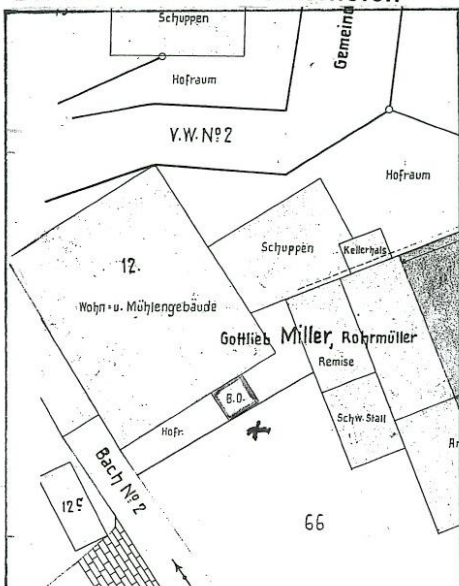 Schuppen
Hofraum
Gemeind
V.W. Nº 2
Hofraum
Schuppen
Kellerhals
12.
Wohn- u. Mühlengebäude
Gottlieb Miller, Rohrmüller
Remise
B.O.
Schw. Stall
Hofr.
Bach Nº 2
12c
66